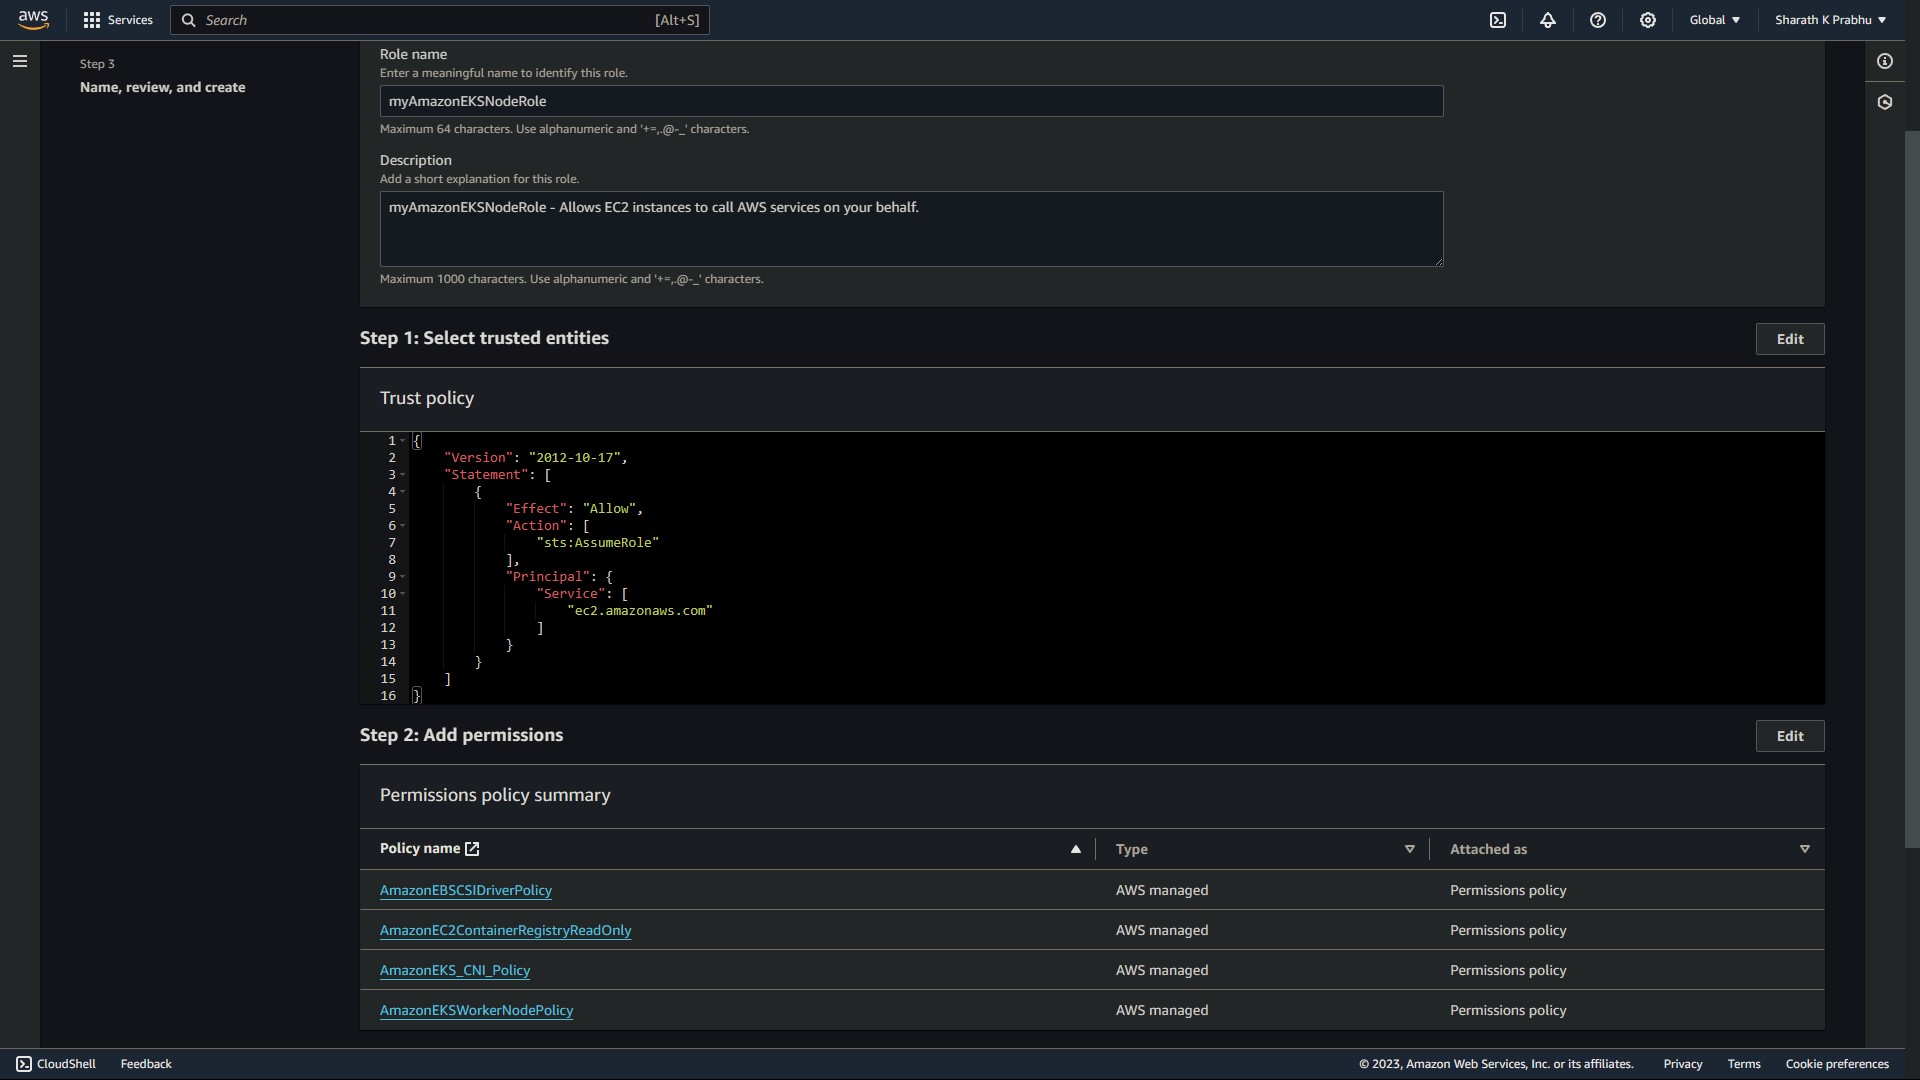 aws Services Search [Alt+S] Global Sharath K Prabhu
Step 3
Name, review, and create
Role name
Enter a meaningful name to identify this role.
myAmazonEKSNodeRole
Maximum 64 characters. Use alphanumeric and '+=,.@-_' characters.
Description
Add a short explanation for this role.
myAmazonEKSNodeRole - Allows EC2 instances to call AWS services on your behalf.
Maximum 1000 characters. Use alphanumeric and '+=,.@-_' characters.
Step 1: Select trusted entities Edit
Trust policy
1 {
2     "Version": "2012-10-17",
3     "Statement": [
4         {
5             "Effect": "Allow",
6             "Action": [
7                 "sts:AssumeRole"
8             ],
9             "Principal": {
10                 "Service": [
11                     "ec2.amazonaws.com"
12                 ]
13             }
14         }
15     ]
16 }
Step 2: Add permissions Edit
Permissions policy summary
Policy name Type Attached as
AmazonEBSCSIDriverPolicy AWS managed Permissions policy
AmazonEC2ContainerRegistryReadOnly AWS managed Permissions policy
AmazonEKS_CNI_Policy AWS managed Permissions policy
AmazonEKSWorkerNodePolicy AWS managed Permissions policy
CloudShell Feedback © 2023, Amazon Web Services, Inc. or its affiliates. Privacy Terms Cookie preferences